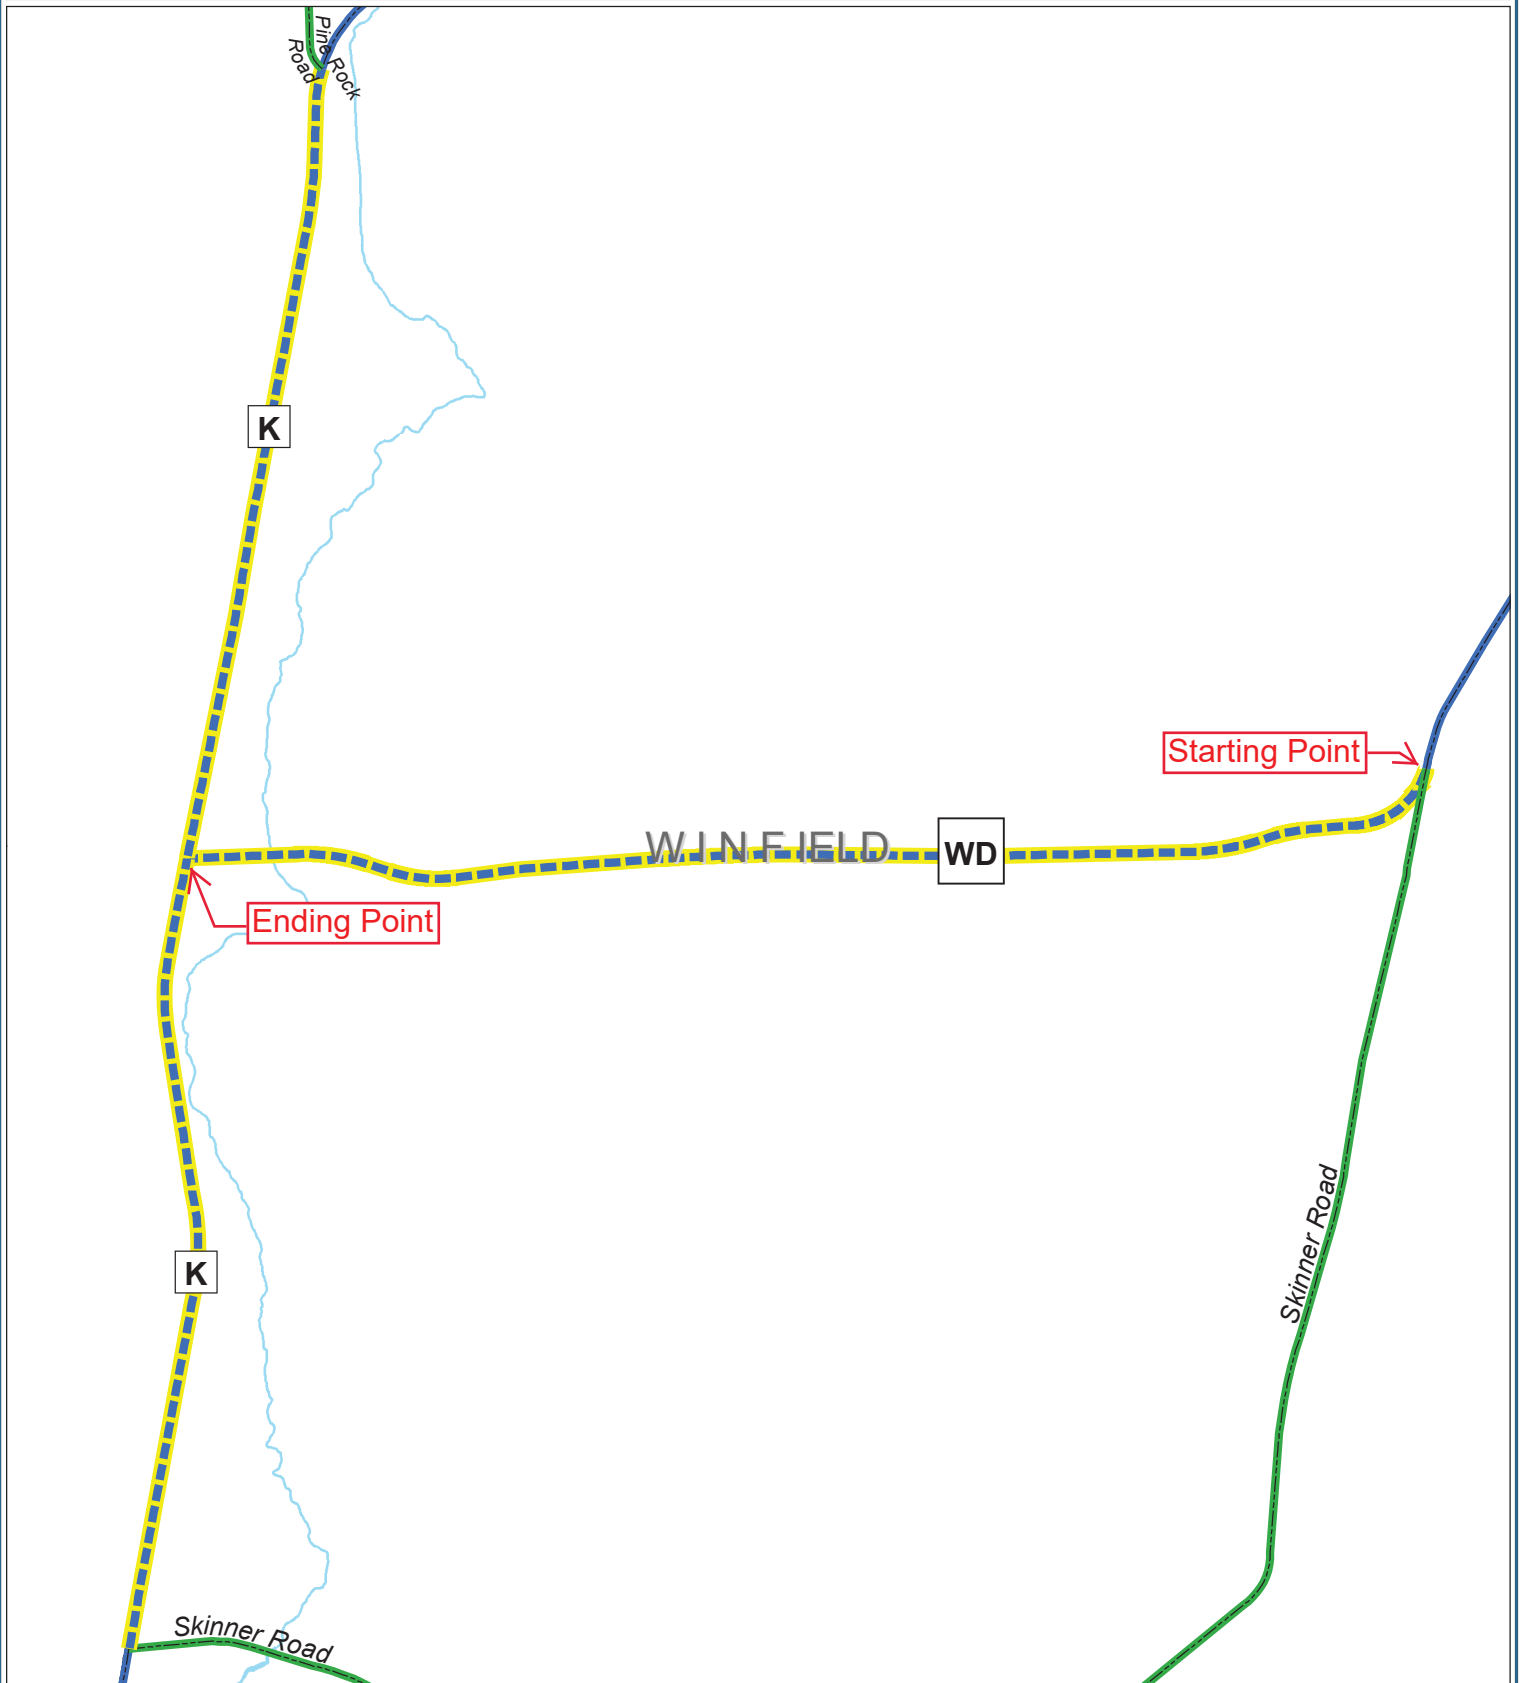 Pine Rock
Road
K
Starting Point
WINFIELD
WD
Ending Point
Skinner Road
K
Skinner Road